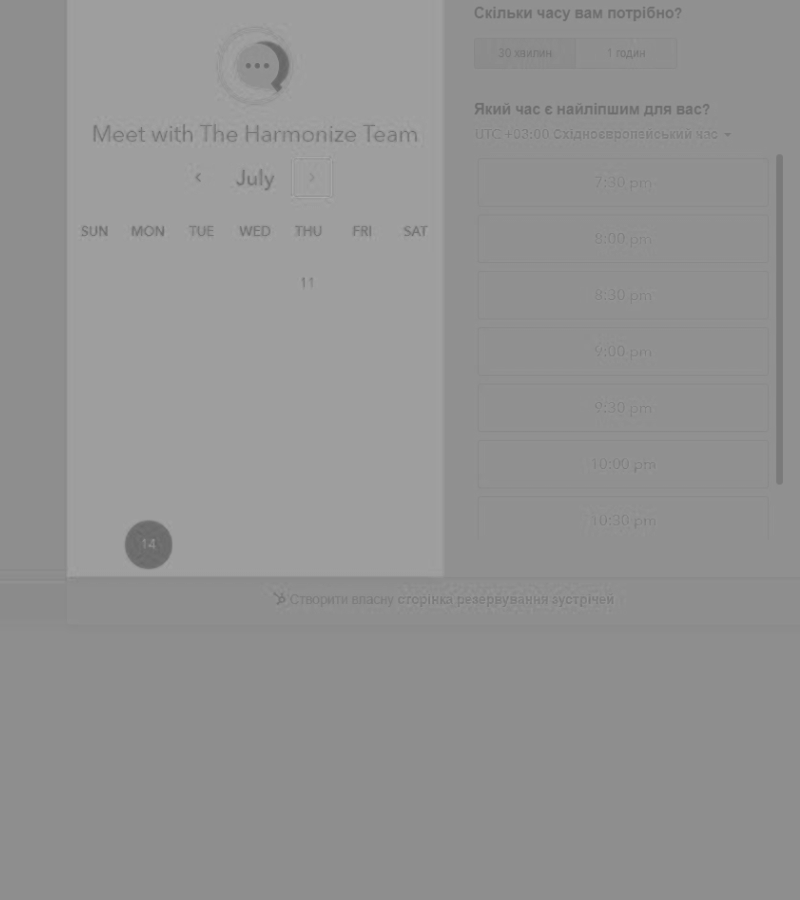 Meet with The Harmonize Team
July
SUN MON TUE WED THU FRI SAT
11
14
Скільки часу вам потрібно?
30 хвилин
1 годин
Який час є найліпшим для вас?
UTC +03:00 Східноєвропейський час
7:30 pm
8:00 pm
8:30 pm
9:00 pm
9:30 pm
10:00 pm
10:30 pm
Створити власну сторінка резервування зустрічей